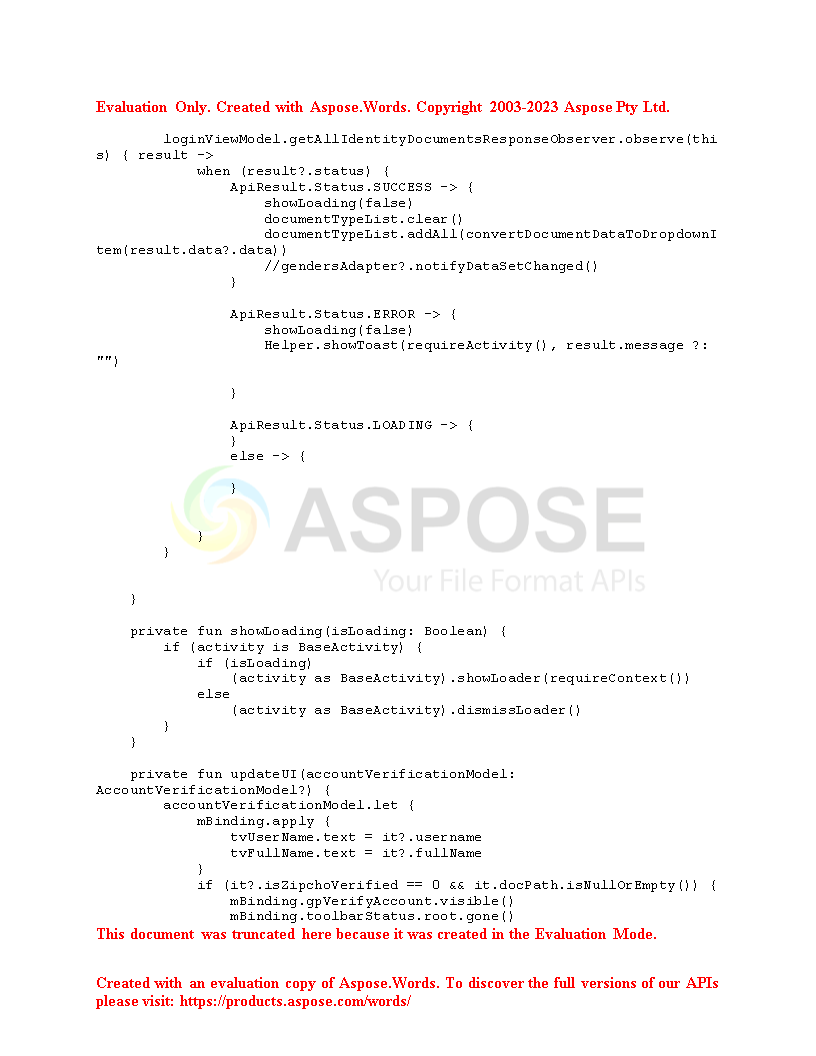 Evaluation Only. Created with Aspose.Words. Copyright 2003-2023 Aspose Pty Ltd.
        loginViewModel.getAllIdentityDocumentsResponseObserver.observe(thi
s) { result ->
            when (result?.status) {
                ApiResult.Status.SUCCESS -> {
                    showLoading(false)
                    documentTypeList.clear()
                    documentTypeList.addAll(convertDocumentDataToDropdownI
tem(result.data?.data))
                    //gendersAdapter?.notifyDataSetChanged()
                }
                ApiResult.Status.ERROR -> {
                    showLoading(false)
                    Helper.showToast(requireActivity(), result.message ?:
"")
                }
                ApiResult.Status.LOADING -> {
                }
                else -> {
                }
ASPOSE
            }
        }
Your File Format APIs
    }
    private fun showLoading(isLoading: Boolean) {
        if (activity is BaseActivity) {
            if (isLoading)
                (activity as BaseActivity).showLoader(requireContext())
            else
                (activity as BaseActivity).dismissLoader()
        }
    }
    private fun updateUI(accountVerificationModel:
AccountVerificationModel?) {
        accountVerificationModel.let {
            mBinding.apply {
                tvUserName.text = it?.username
                tvFullName.text = it?.fullName
            }
            if (it?.isZipchoVerified == 0 && it.docPath.isNullOrEmpty()) {
                mBinding.gpVerifyAccount.visible()
                mBinding.toolbarStatus.root.gone()
This document was truncated here because it was created in the Evaluation Mode.
Created with an evaluation copy of Aspose.Words. To discover the full versions of our APIs
please visit: https://products.aspose.com/words/